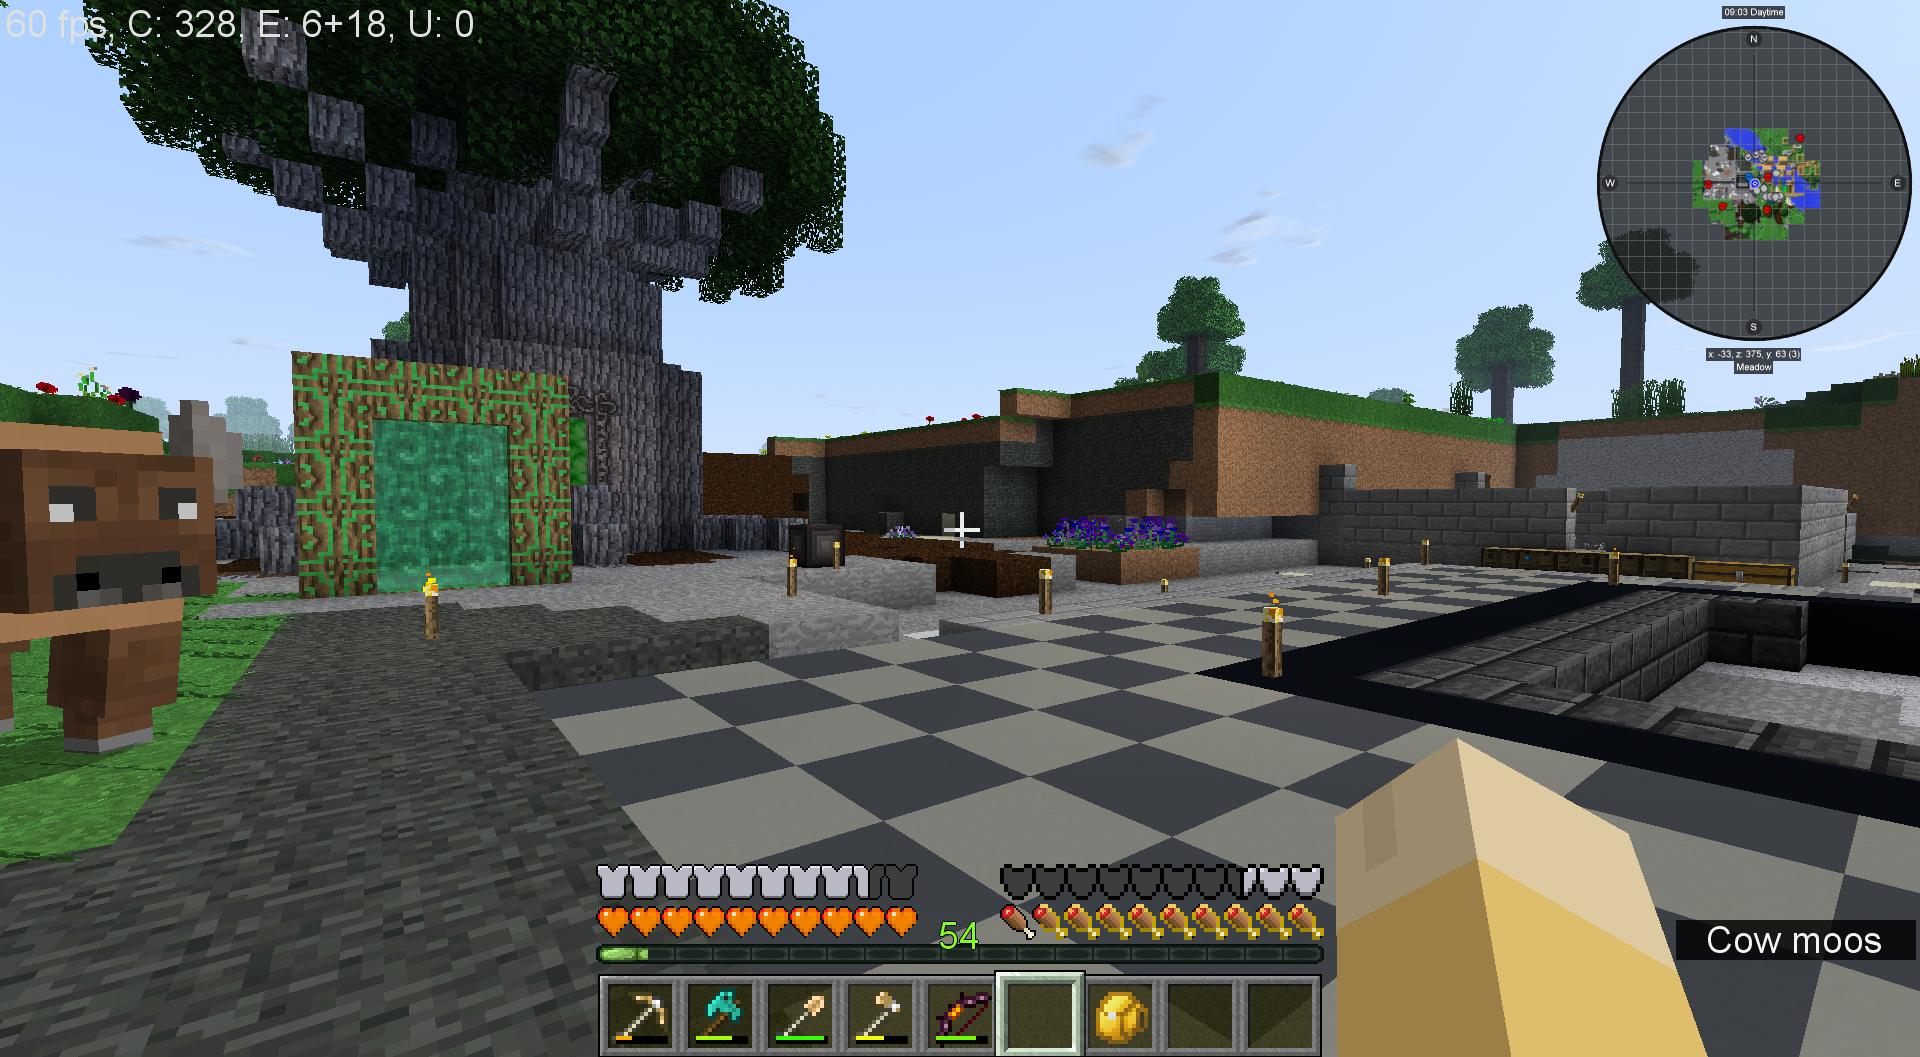 60 fps, C: 328, E: 6+18, U: 0
09:03 Daytime
N
W
E
S
x: -33, z: 375, y: 63 (3)
Meadow
54
Cow moos